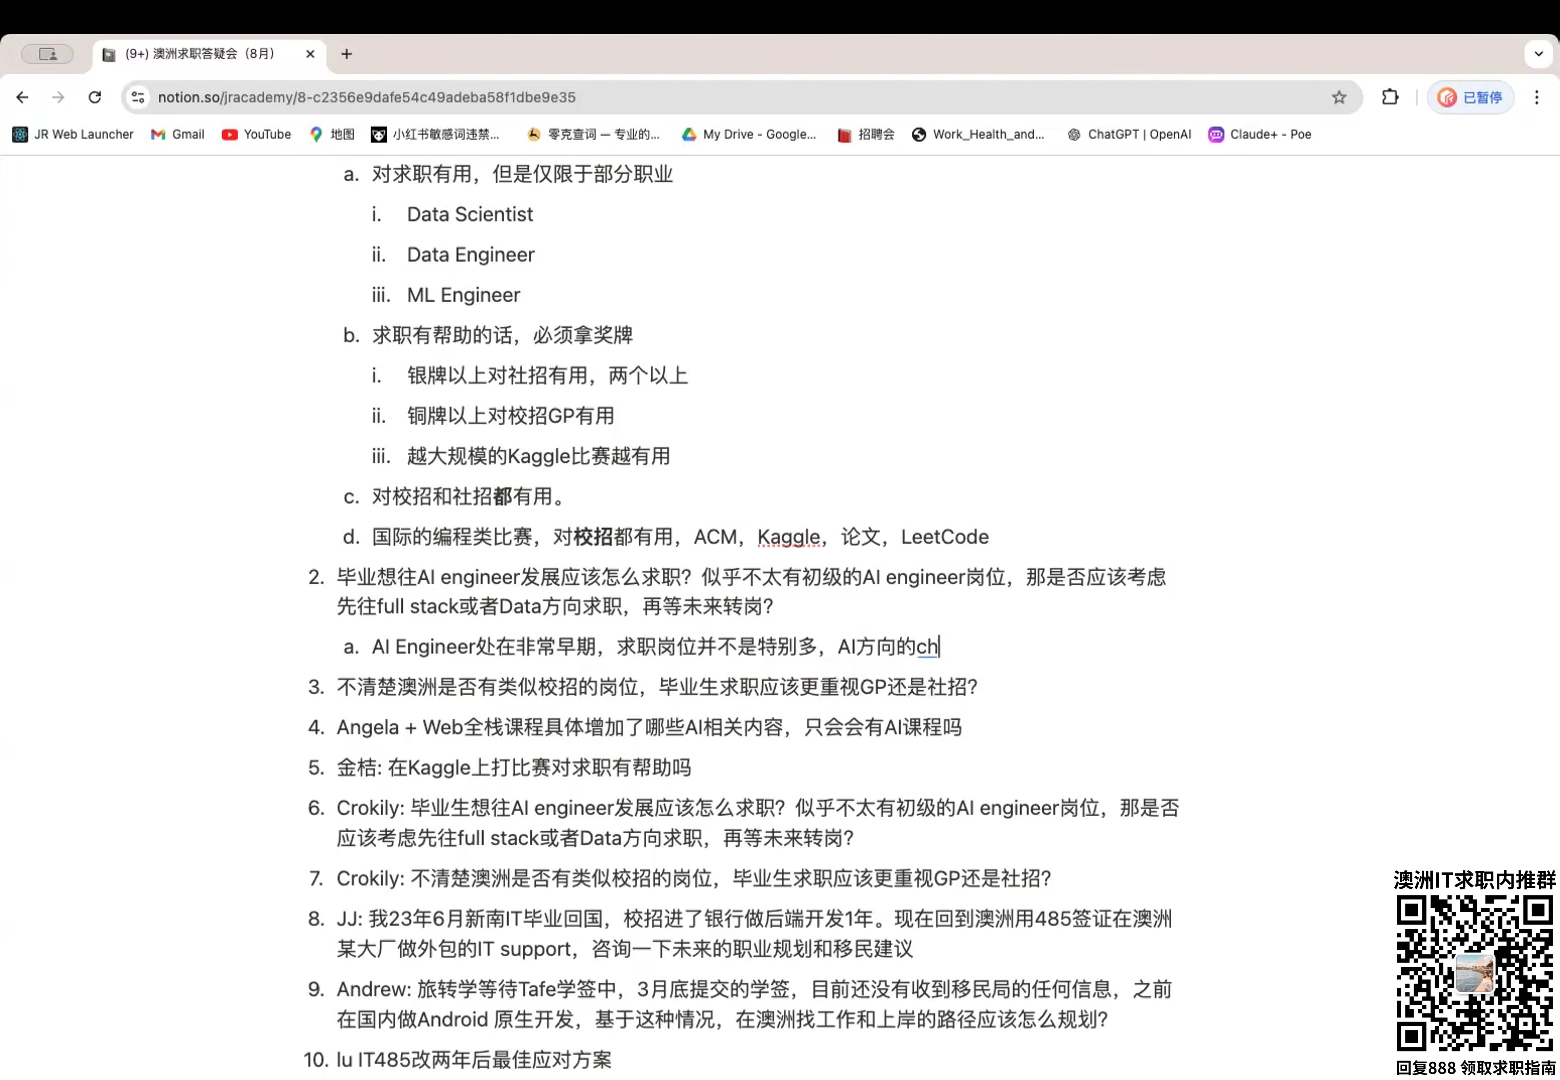 (9+) 澳洲求职答疑会（8月）
notion.so/jracademy/8-c2356e9dafe54c49adeba58f1dbe9e35
已暂停
JR Web Launcher
Gmail
YouTube
地图
小红书敏感词违禁...
零克查词 — 专业的...
My Drive - Google...
招聘会
Work_Health_and...
ChatGPT | OpenAI
Claude+ - Poe
a. 对求职有用，但是仅限于部分职业
i. Data Scientist
ii. Data Engineer
iii. ML Engineer
b. 求职有帮助的话，必须拿奖牌
i. 银牌以上对社招有用，两个以上
ii. 铜牌以上对校招GP有用
iii. 越大规模的Kaggle比赛越有用
c. 对校招和社招都有用。
d. 国际的编程类比赛，对校招都有用，ACM，Kaggle，论文，LeetCode
2. 毕业想往AI engineer发展应该怎么求职？似乎不太有初级的AI engineer岗位，那是否应该考虑
先往full stack或者Data方向求职，再等未来转岗？
a. AI Engineer处在非常早期，求职岗位并不是特别多，AI方向的ch
3. 不清楚澳洲是否有类似校招的岗位，毕业生求职应该更重视GP还是社招？
4. Angela + Web全栈课程具体增加了哪些AI相关内容，只会会有AI课程吗
5. 金桔: 在Kaggle上打比赛对求职有帮助吗
6. Crokily: 毕业生想往AI engineer发展应该怎么求职？似乎不太有初级的AI engineer岗位，那是否
应该考虑先往full stack或者Data方向求职，再等未来转岗？
7. Crokily: 不清楚澳洲是否有类似校招的岗位，毕业生求职应该更重视GP还是社招？
8. JJ: 我23年6月新南IT毕业回国，校招进了银行做后端开发1年。现在回到澳洲用485签证在澳洲
某大厂做外包的IT support，咨询一下未来的职业规划和移民建议
9. Andrew: 旅转学等待Tafe学签中，3月底提交的学签，目前还没有收到移民局的任何信息，之前
在国内做Android 原生开发，基于这种情况，在澳洲找工作和上岸的路径应该怎么规划？
10. lu IT485改两年后最佳应对方案
澳洲IT求职内推群
回复888 领取求职指南